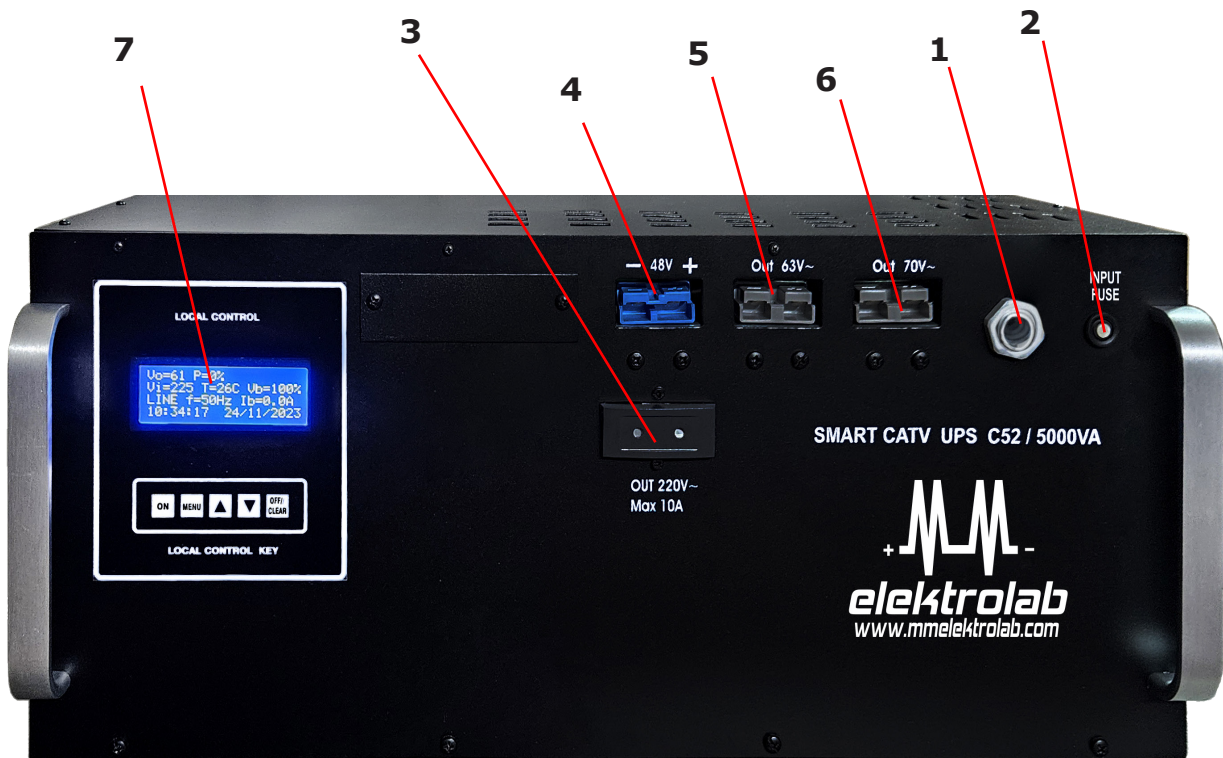 7
3
4
5
6
1
2
− 48V +
Out 63V~
Out 70V~
INPUT
FUSE
LOCAL CONTROL
Vo=61 P=0%
Vi=225 T=26C Vb=100%
LINE f=50Hz Ib=0.0A
10:34:17 24/11/2023
ON
MENU
OFF/
CLEAR
LOCAL CONTROL KEY
OUT 220V~
Max 10A
SMART CATV UPS C52 / 5000VA
+ MM -
elektrolab
www.mmelektrolab.com